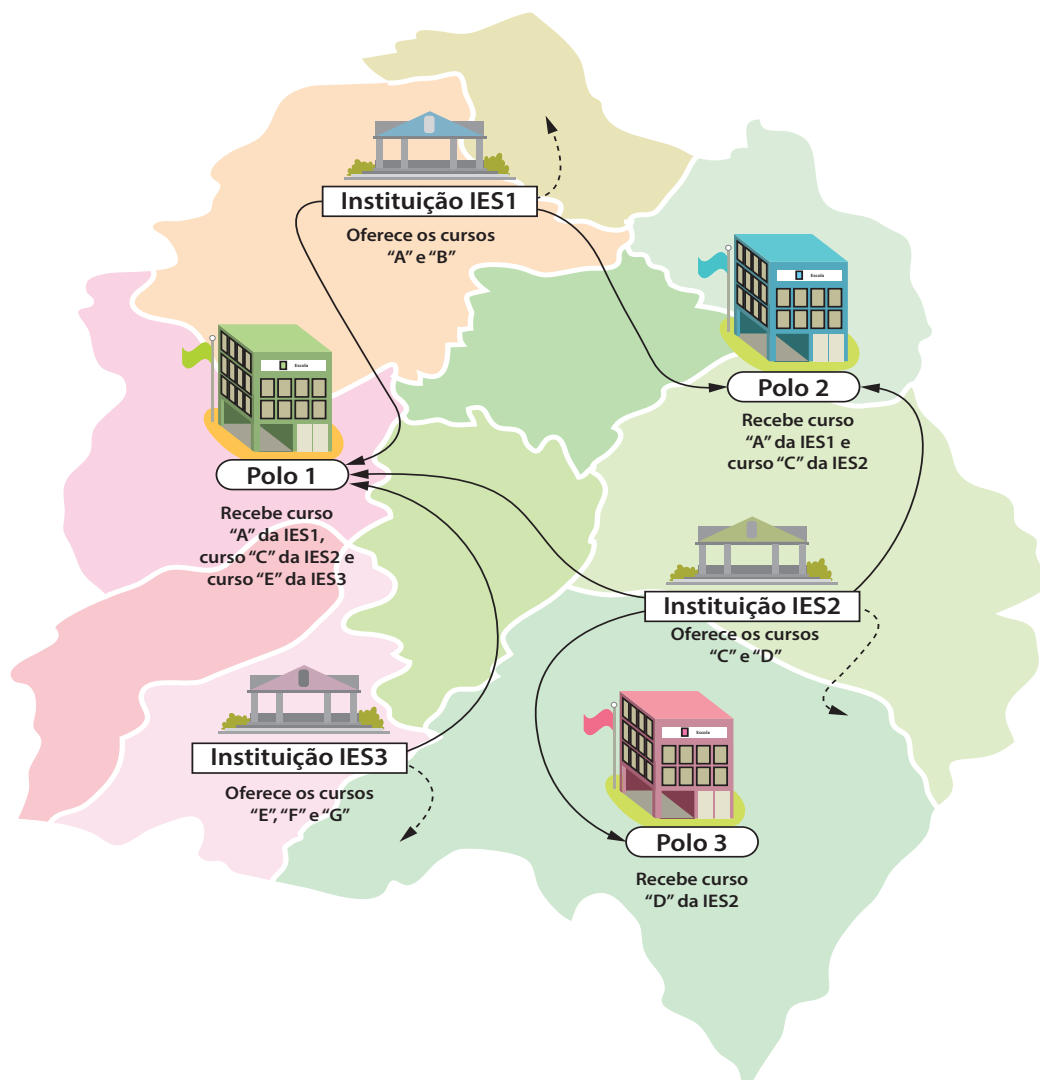 Instituição IES1
Oferece os cursos
“A” e “B”
Escola
Polo 2
Recebe curso
“A” da IES1 e
curso “C” da IES2
Escola
Polo 1
Recebe curso
“A” da IES1,
curso “C” da IES2 e
curso “E” da IES3
Instituição IES2
Oferece os cursos
“C” e “D”
Instituição IES3
Oferece os cursos
“E”, “F” e “G”
Escola
Polo 3
Recebe curso
“D” da IES2